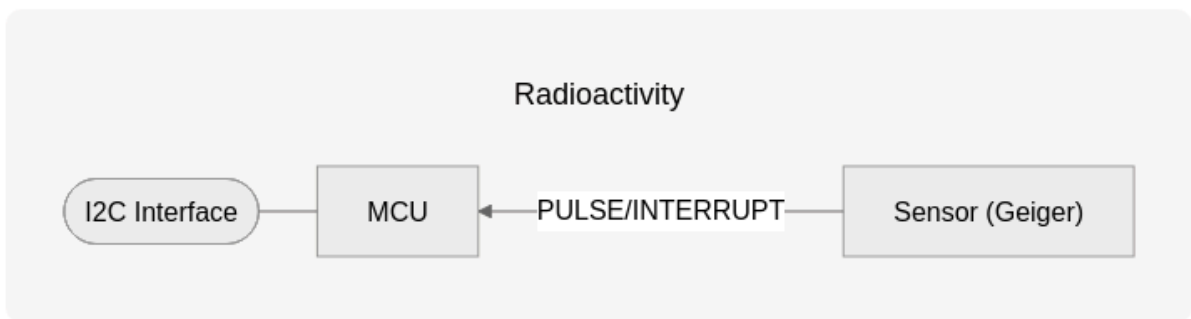 Radioactivity
I2C Interface
MCU
PULSE/INTERRUPT
Sensor (Geiger)